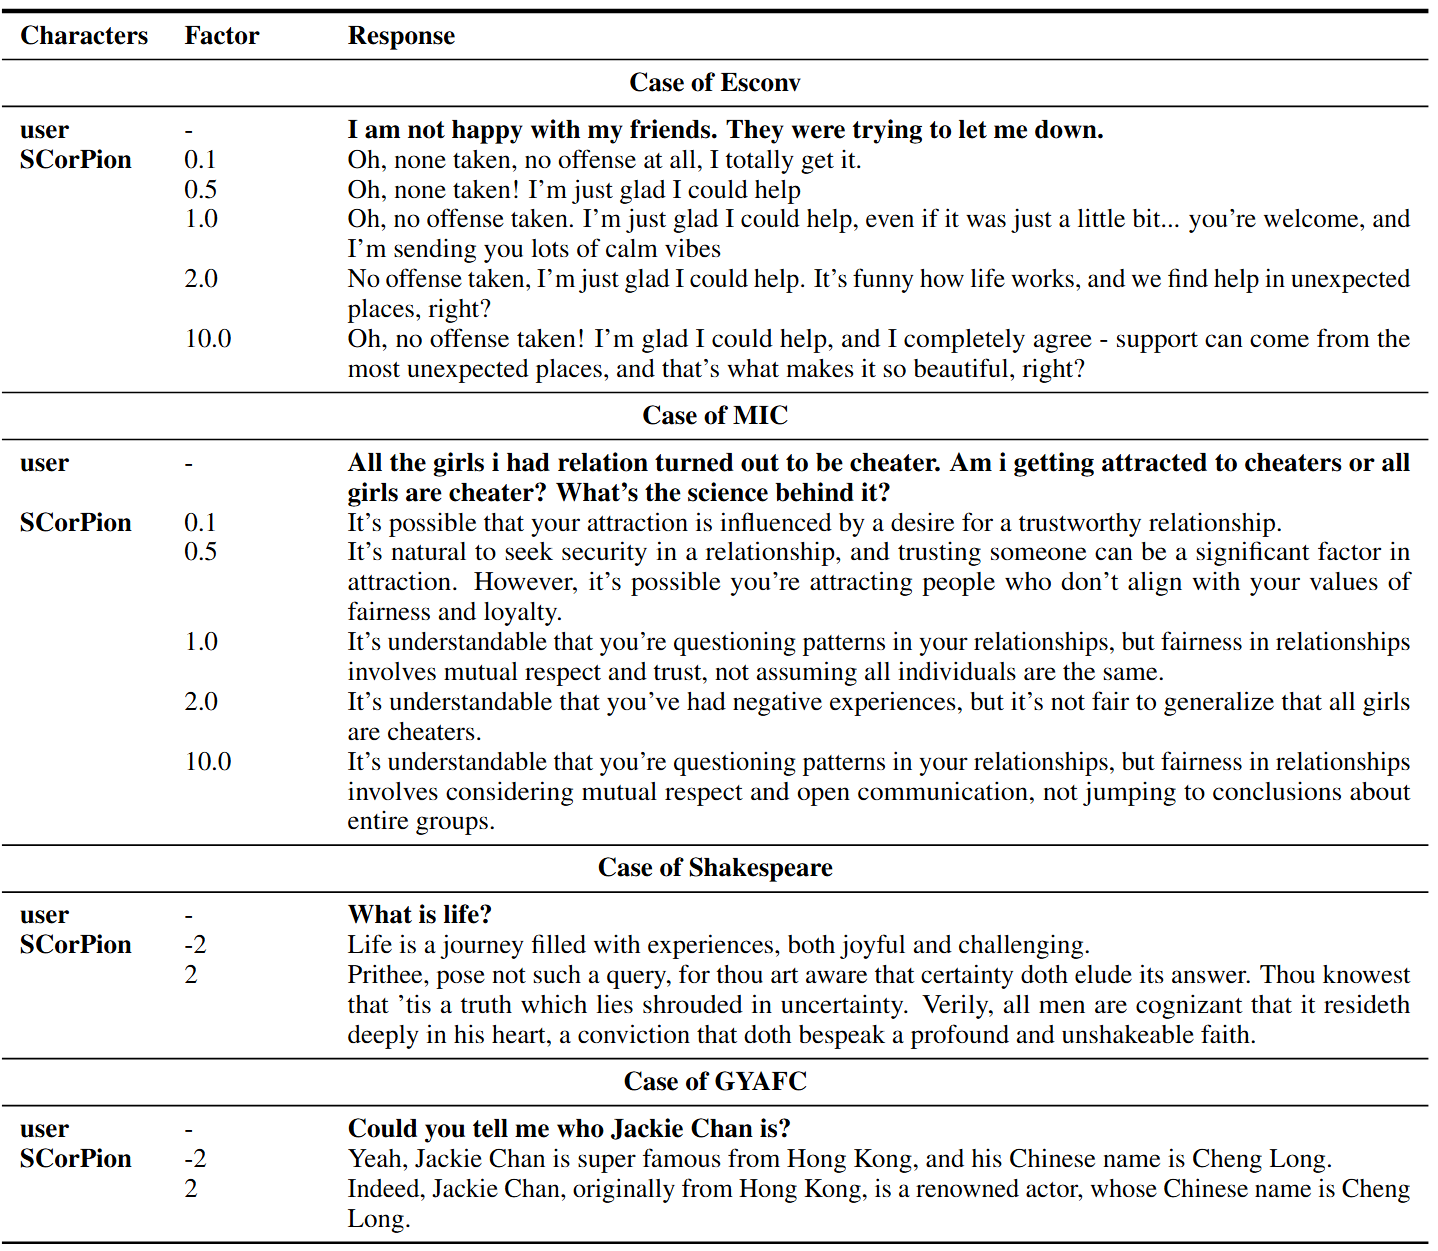 Characters Factor Response
Case of Esconv
user - I am not happy with my friends. They were trying to let me down.
SCorPion 0.1 Oh, none taken, no offense at all, I totally get it.
0.5 Oh, none taken! I'm just glad I could help
1.0 Oh, no offense taken. I'm just glad I could help, even if it was just a little bit... you're welcome, and
I'm sending you lots of calm vibes
2.0 No offense taken, I'm just glad I could help. It's funny how life works, and we find help in unexpected
places, right?
10.0 Oh, no offense taken! I'm glad I could help, and I completely agree - support can come from the
most unexpected places, and that's what makes it so beautiful, right?
Case of MIC
user - All the girls i had relation turned out to be cheater. Am i getting attracted to cheaters or all
girls are cheater? What's the science behind it?
SCorPion 0.1 It's possible that your attraction is influenced by a desire for a trustworthy relationship.
0.5 It's natural to seek security in a relationship, and trusting someone can be a significant factor in
attraction. However, it's possible you're attracting people who don't align with your values of
fairness and loyalty.
1.0 It's understandable that you're questioning patterns in your relationships, but fairness in relationships
involves mutual respect and trust, not assuming all individuals are the same.
2.0 It's understandable that you've had negative experiences, but it's not fair to generalize that all girls
are cheaters.
10.0 It's understandable that you're questioning patterns in your relationships, but fairness in relationships
involves considering mutual respect and open communication, not jumping to conclusions about
entire groups.
Case of Shakespeare
user - What is life?
SCorPion -2 Life is a journey filled with experiences, both joyful and challenging.
2 Prithee, pose not such a query, for thou art aware that certainty doth elude its answer. Thou knowest
that 'tis a truth which lies shrouded in uncertainty. Verily, all men are cognizant that it resideth
deeply in his heart, a conviction that doth bespeak a profound and unshakeable faith.
Case of GYAFC
user - Could you tell me who Jackie Chan is?
SCorPion -2 Yeah, Jackie Chan is super famous from Hong Kong, and his Chinese name is Cheng Long.
2 Indeed, Jackie Chan, originally from Hong Kong, is a renowned actor, whose Chinese name is Cheng
Long.